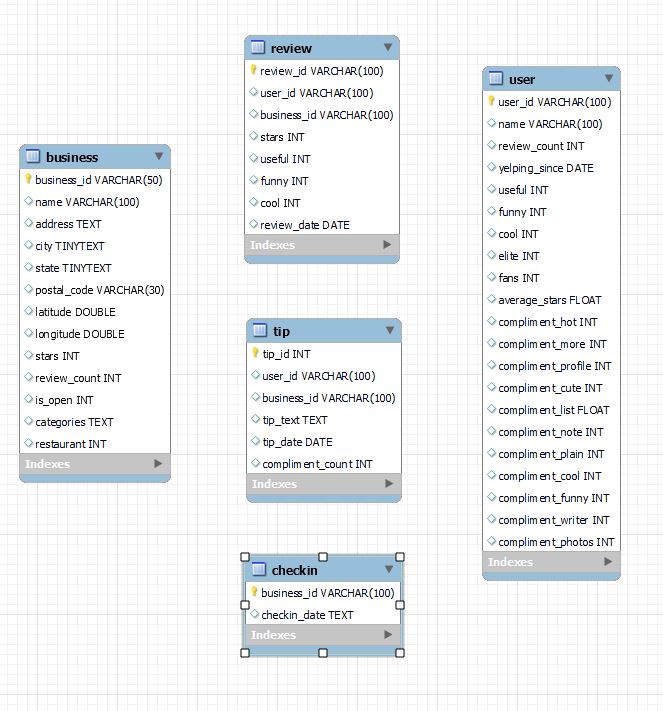 business
business_id VARCHAR(50)
name VARCHAR(100)
address TEXT
city TINYTEXT
state TINYTEXT
postal_code VARCHAR(30)
latitude DOUBLE
longitude DOUBLE
stars INT
review_count INT
is_open INT
categories TEXT
restaurant INT
Indexes
review
review_id VARCHAR(100)
user_id VARCHAR(100)
business_id VARCHAR(100)
stars INT
useful INT
funny INT
cool INT
review_date DATE
Indexes
tip
tip_id INT
user_id VARCHAR(100)
business_id VARCHAR(100)
tip_text TEXT
tip_date DATE
compliment_count INT
Indexes
checkin
business_id VARCHAR(100)
checkin_date TEXT
Indexes
user
user_id VARCHAR(100)
name VARCHAR(100)
review_count INT
yelping_since DATE
useful INT
funny INT
cool INT
elite INT
fans INT
average_stars FLOAT
compliment_hot INT
compliment_more INT
compliment_profile INT
compliment_cute INT
compliment_list FLOAT
compliment_note INT
compliment_plain INT
compliment_cool INT
compliment_funny INT
compliment_writer INT
compliment_photos INT
Indexes